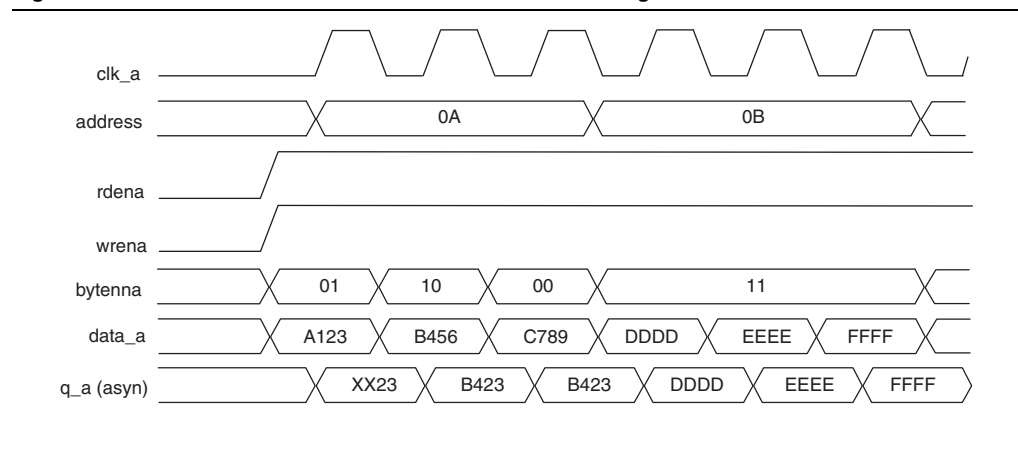 clk_a
address 0A 0B
rdena
wrena
bytenna 01 10 00 11
data_a A123 B456 C789 DDDD EEEE FFFF
q_a (asyn) XX23 B423 B423 DDDD EEEE FFFF